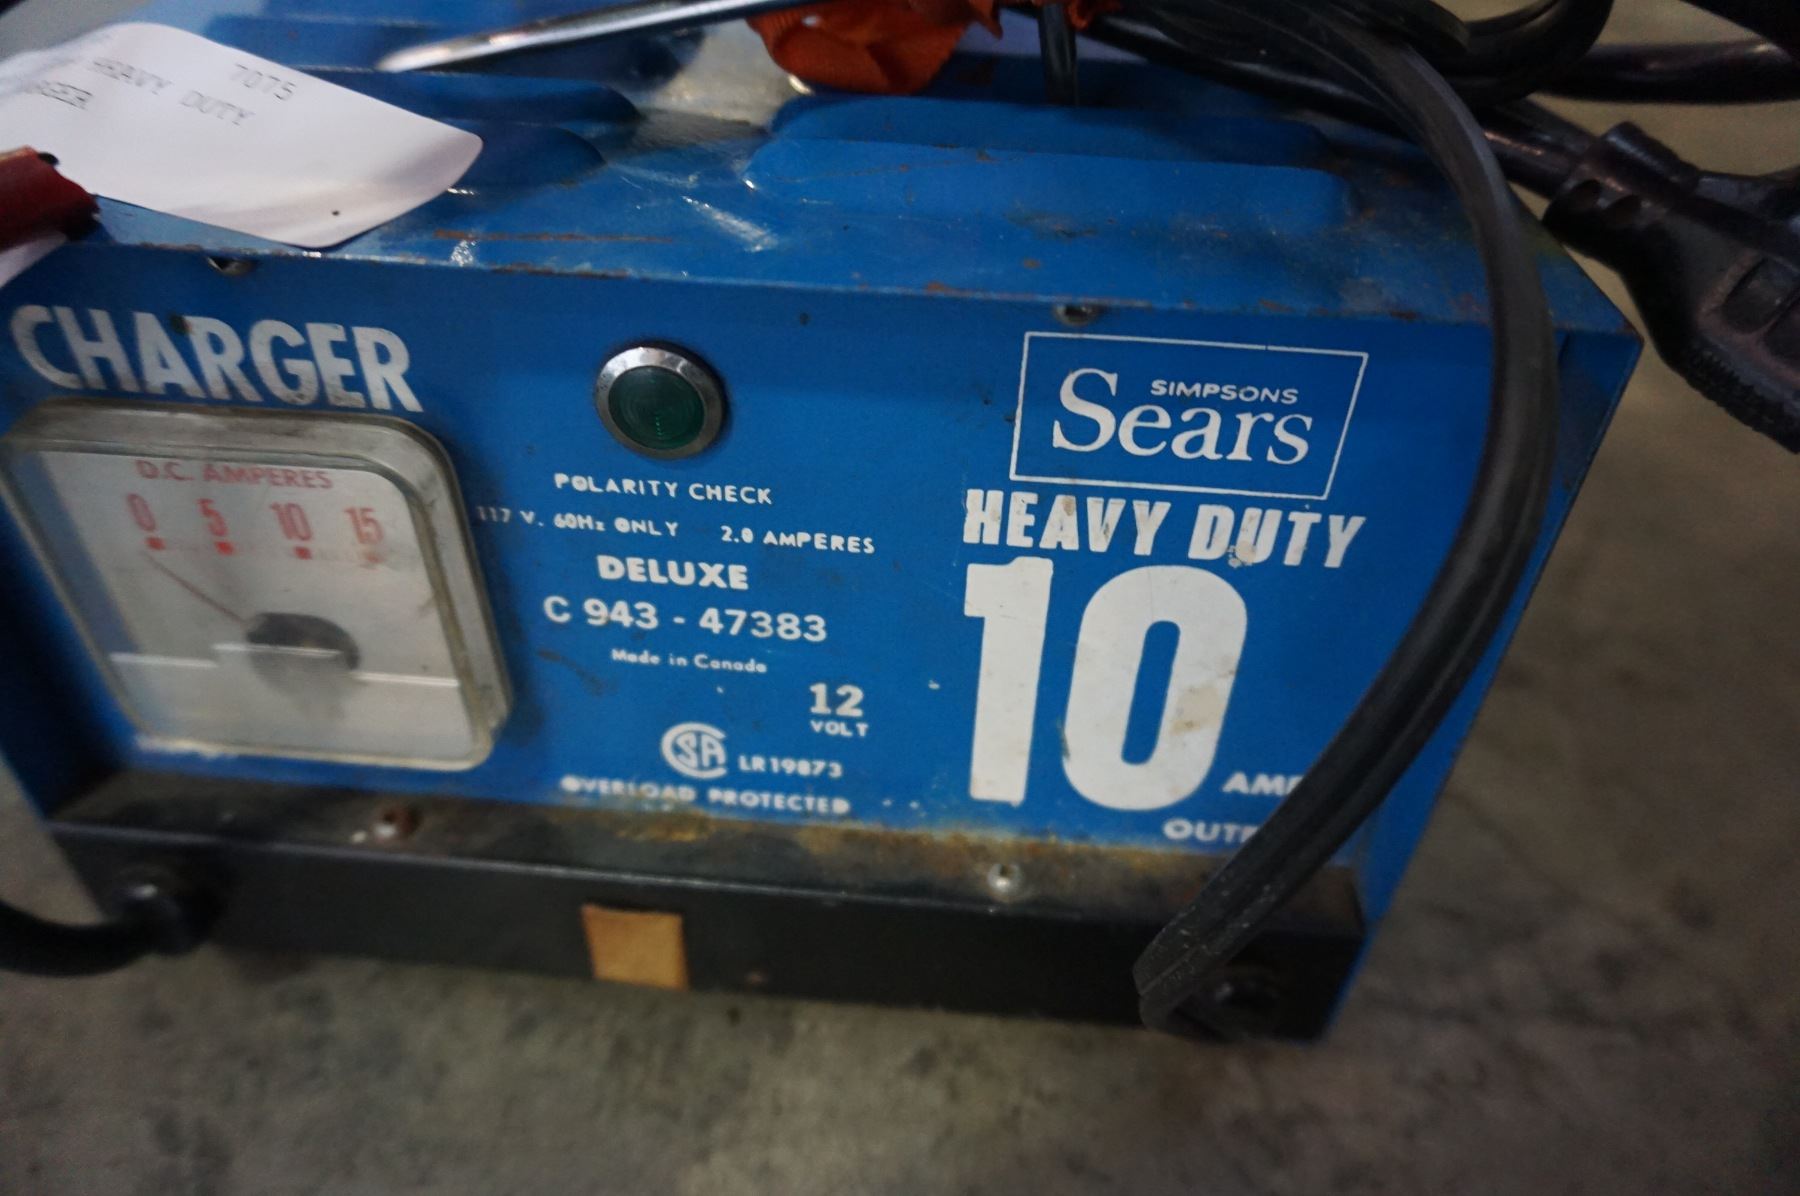 HEAVY DUTY 7075
CHARGER
D.C. AMPERES
0 5 10 15
POLARITY CHECK
117 V. 60Hz ONLY 2.0 AMPERES
DELUXE
C 943 - 47383
Made in Canada
12
VOLT
CSA LR19873
OVERLOAD PROTECTED
SIMPSONS
Sears
HEAVY DUTY
10